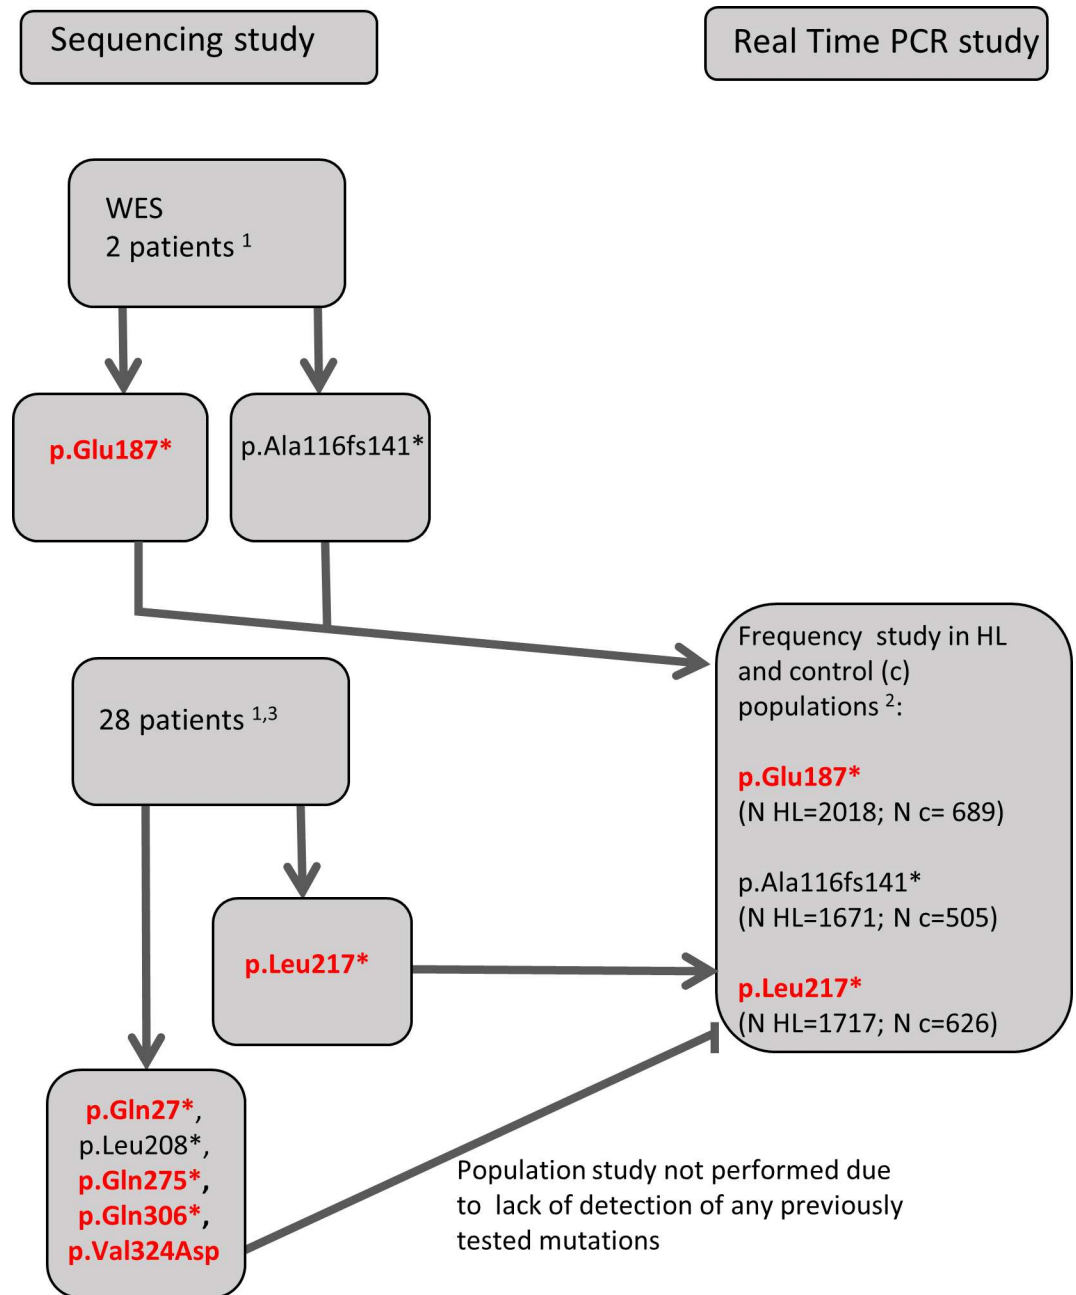 Sequencing study
Real Time PCR study
WES
2 patients ¹
p.Glu187*
p.Ala116fs141*
28 patients ¹,³
p.Leu217*
p.Gln27*,
p.Leu208*,
p.Gln275*,
p.Gln306*,
p.Val324Asp
Frequency study in HL
and control (c)
populations ²:
p.Glu187*
(N HL=2018; N c= 689)
p.Ala116fs141*
(N HL=1671; N c=505)
p.Leu217*
(N HL=1717; N c=626)
Population study not performed due
to lack of detection of any previously
tested mutations